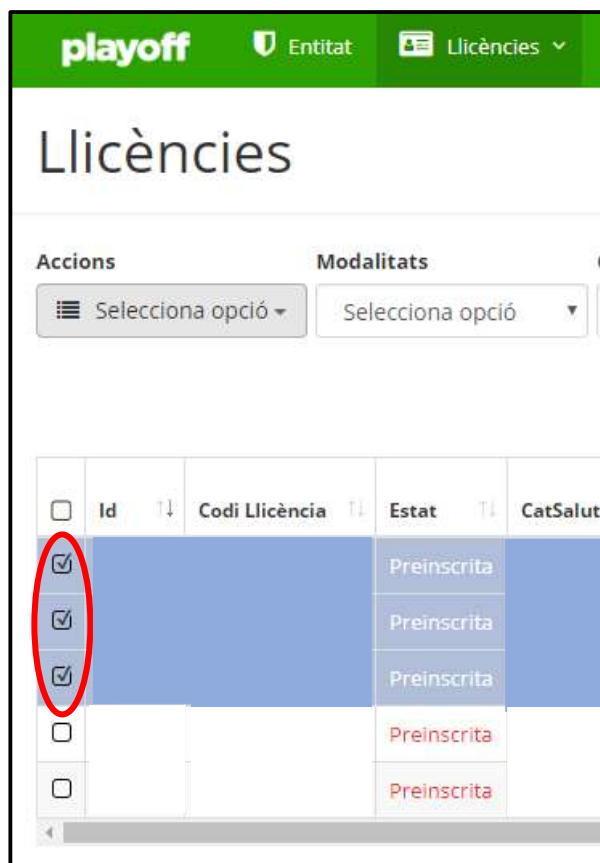 playoff Entitat Llicències
Llicències
Accions Modalitats
Selecciona opció Selecciona opció
Id Codi Llicència Estat CatSalut
Preinscrita
Preinscrita
Preinscrita
Preinscrita
Preinscrita